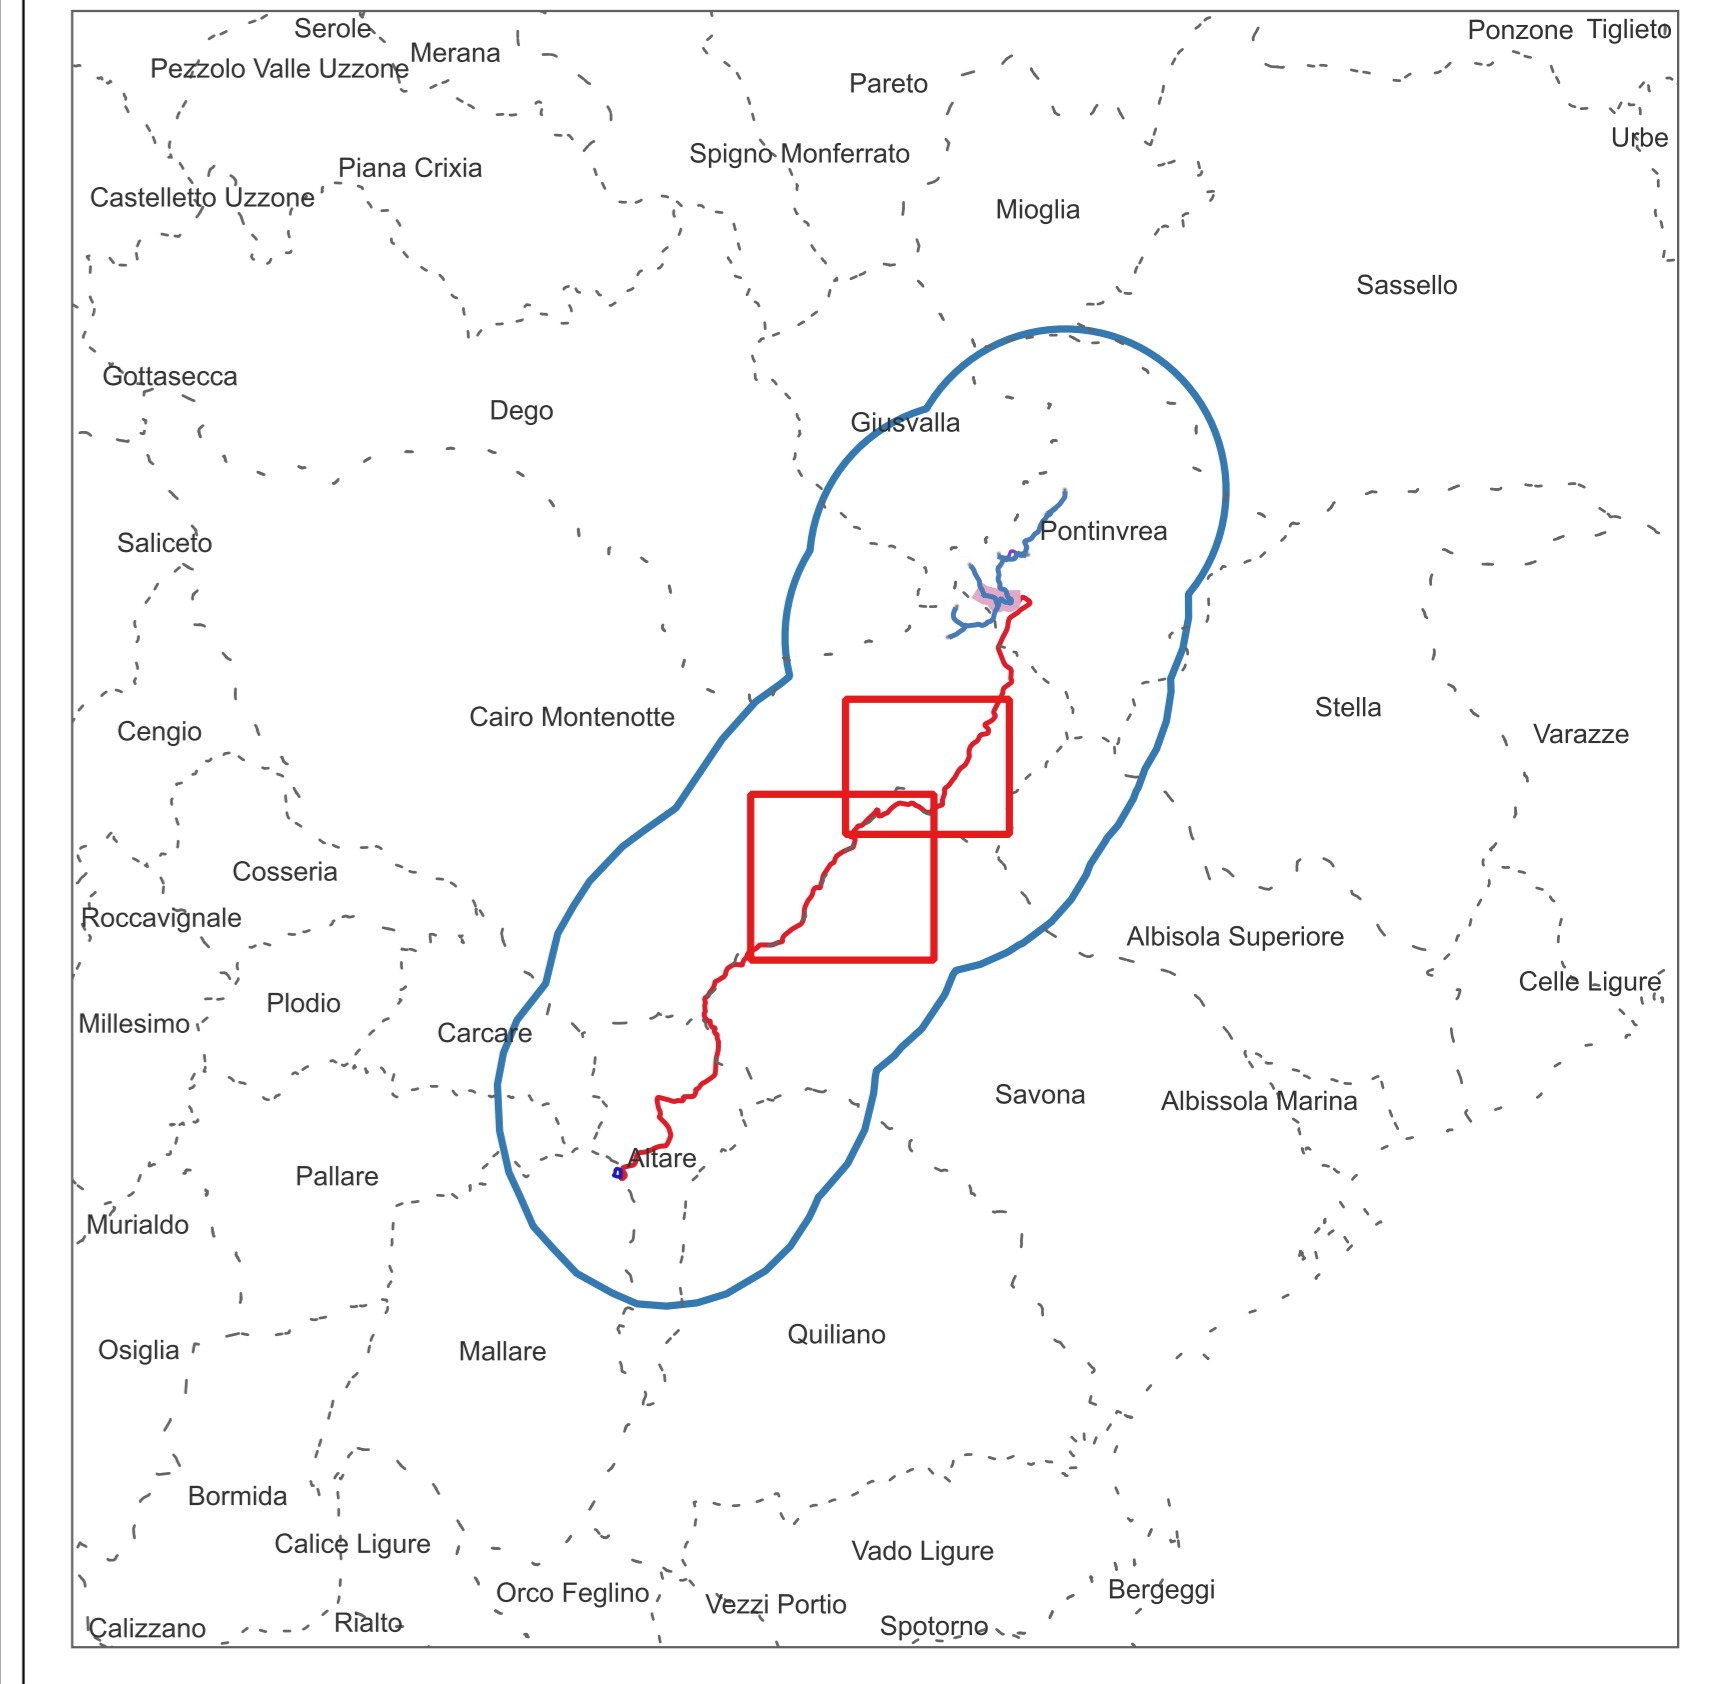 Serole
Ponzone Tiglieto
Merana
Pezzolo Valle Uzzone
Pareto
Urbe
Spigno Monferrato
Piana Crixia
Castelletto Uzzone
Mioglia
Sassello
Gottasecca
Dego
Giusvalla
Pontinvrea
Saliceto
Stella
Cairo Montenotte
Cengio
Varazze
Cosseria
Roccavignale
Albisola Superiore
Celle Ligure
Plodio
Millesimo
Carcare
Savona
Albissola Marina
Altare
Pallare
Murialdo
Quiliano
Osiglia
Mallare
Bormida
Calice Ligure
Vado Ligure
Bergeggi
Orco Feglino
Vezzi Portio
Rialto
Spotorno
Calizzano